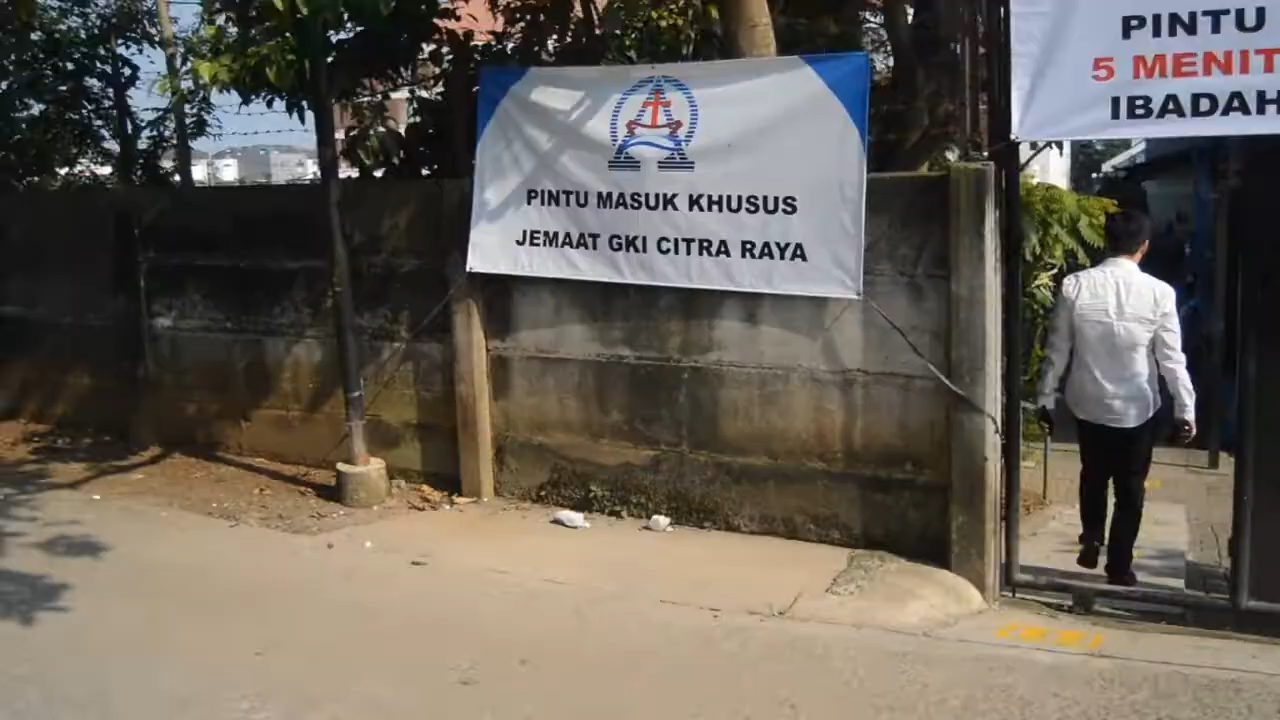 PINTU MASUK KHUSUS
JEMAAT GKI CITRA RAYA
PINTU
5 MENIT
IBADAH